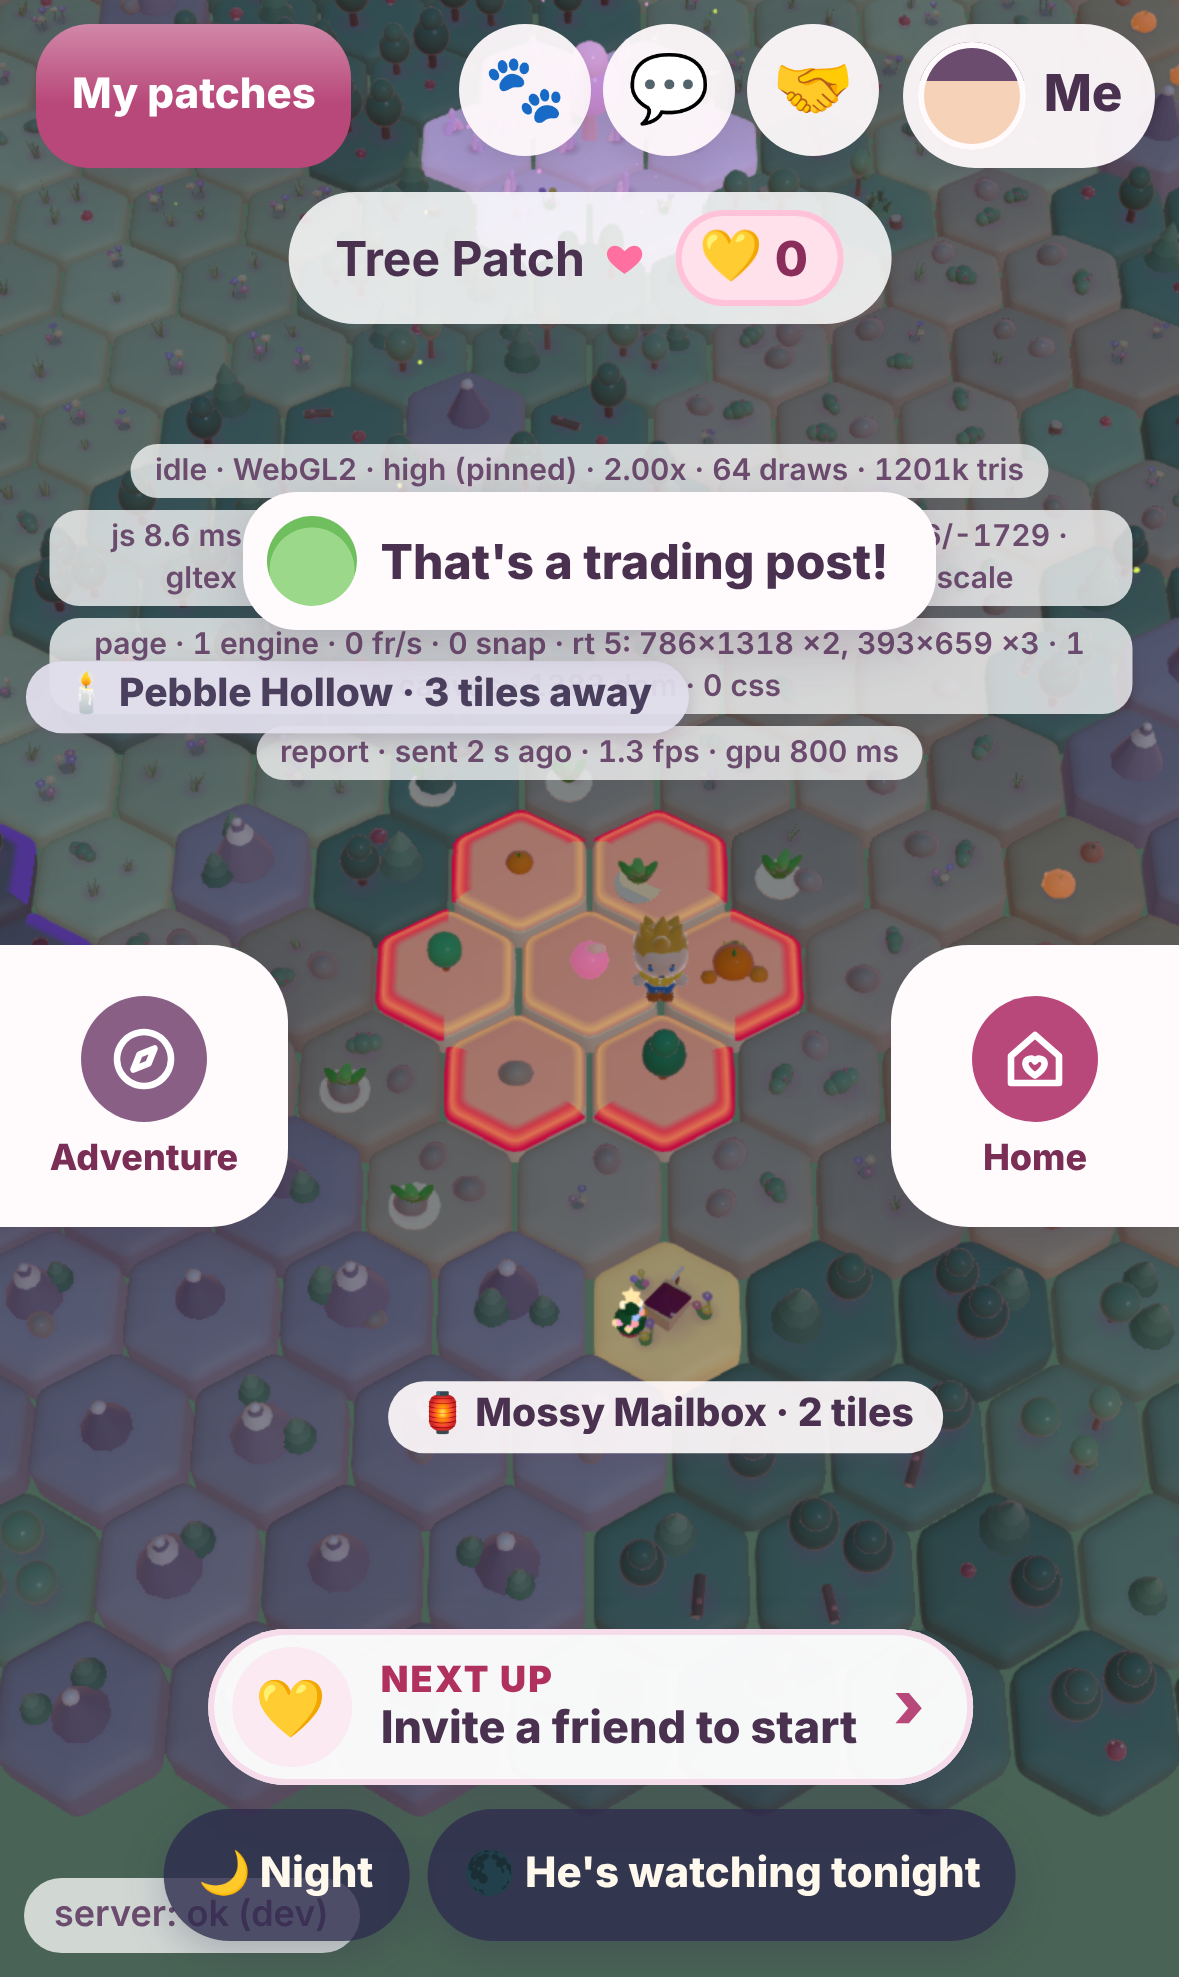 My patches
Me
Tree Patch
0
idle · WebGL2 · high (pinned) · 2.00x · 64 draws · 1201k tris
js 8.6 ms
/-1729 ·
gltex
scale
That's a trading post!
page · 1 engine · 0 fr/s · 0 snap · rt 5: 786×1318 ×2, 393×659 ×3 · 1
· 0 css
Pebble Hollow · 3 tiles away
report · sent 2 s ago · 1.3 fps · gpu 800 ms
Adventure
Home
Mossy Mailbox · 2 tiles
NEXT UP
Invite a friend to start
Night
He's watching tonight
server: ok (dev)